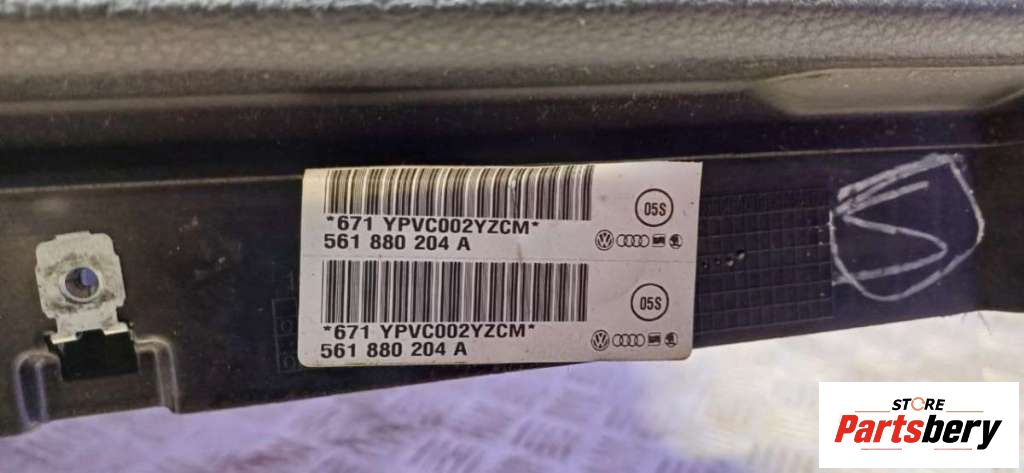 *671 YPVC002YZCM*
561 880 204 A
05S
*671 YPVC002YZCM*
561 880 204 A
05S
STORE
Partsbery